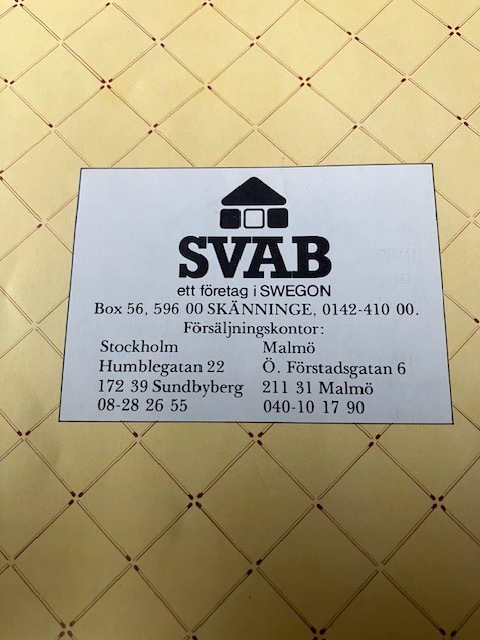 SVAB
ett företag i SWEGON
Box 56, 596 00 SKÄNNINGE, 0142-410 00.
Försäljningskontor:
Stockholm
Humblegatan 22
172 39 Sundbyberg
08-28 26 55
Malmö
Ö. Förstadsgatan 6
211 31 Malmö
040-10 17 90